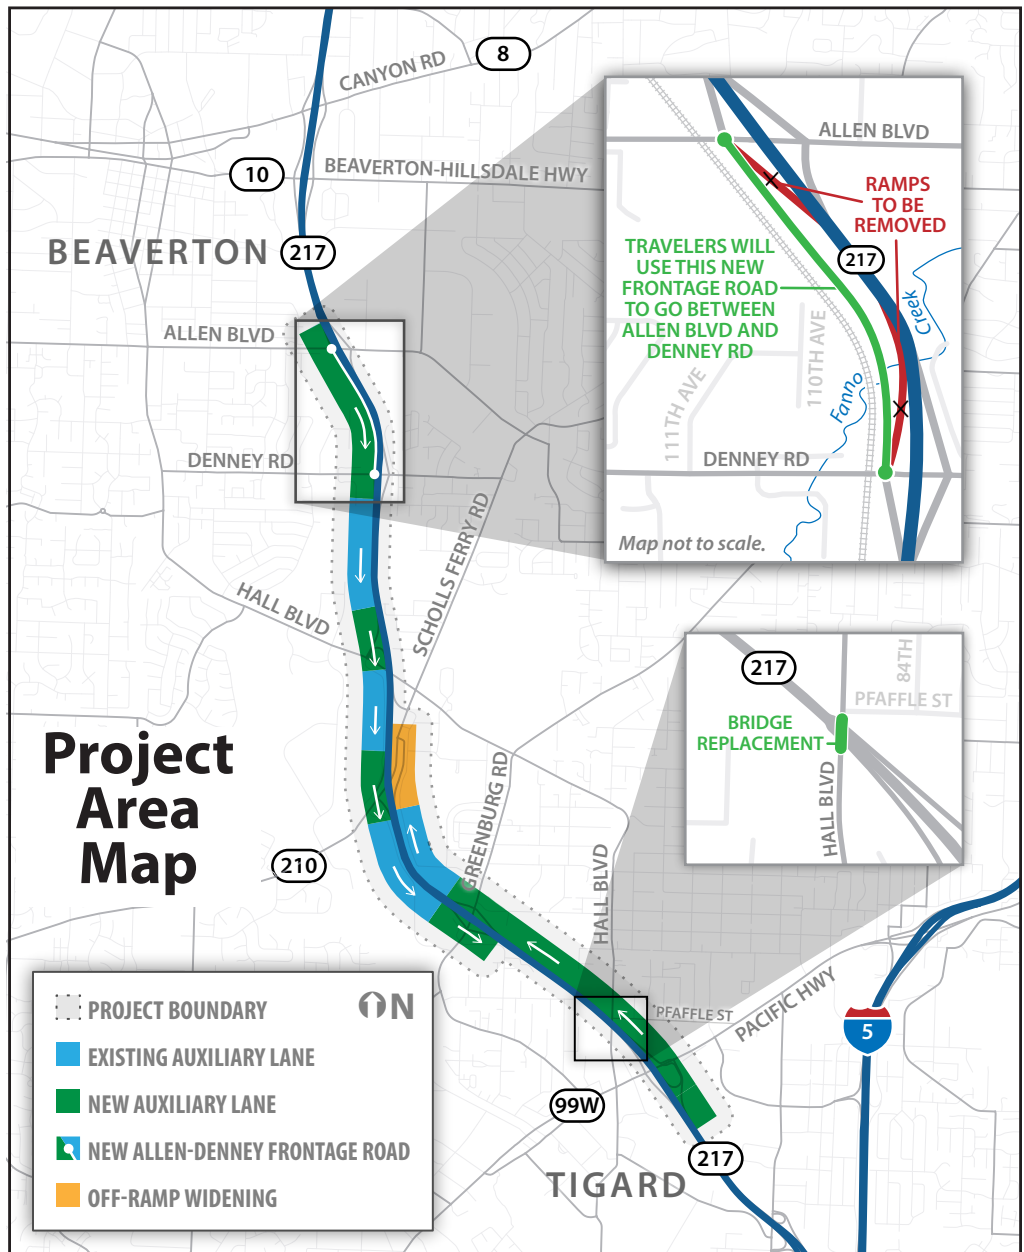 8
CANYON RD
10
BEAVERTON-HILLSDALE HWY
BEAVERTON
217
ALLEN BLVD
DENNEY RD
SCHOLLS FERRY RD
HALL BLVD
ALLEN BLVD
RAMPS
TO BE
REMOVED
217
TRAVELERS WILL
USE THIS NEW
FRONTAGE ROAD
TO GO BETWEEN
ALLEN BLVD AND
DENNEY RD
Creek
Fanno
110TH AVE
111TH AVE
DENNEY RD
Map not to scale.
217
84TH
PFAFFLE ST
BRIDGE
REPLACEMENT
HALL BLVD
Project
Area
Map
210
GREENBURG RD
HALL BLVD
PFAFFLE ST
PACIFIC HWY
5
99W
217
TIGARD
PROJECT BOUNDARY
N
EXISTING AUXILIARY LANE
NEW AUXILIARY LANE
NEW ALLEN-DENNEY FRONTAGE ROAD
OFF-RAMP WIDENING